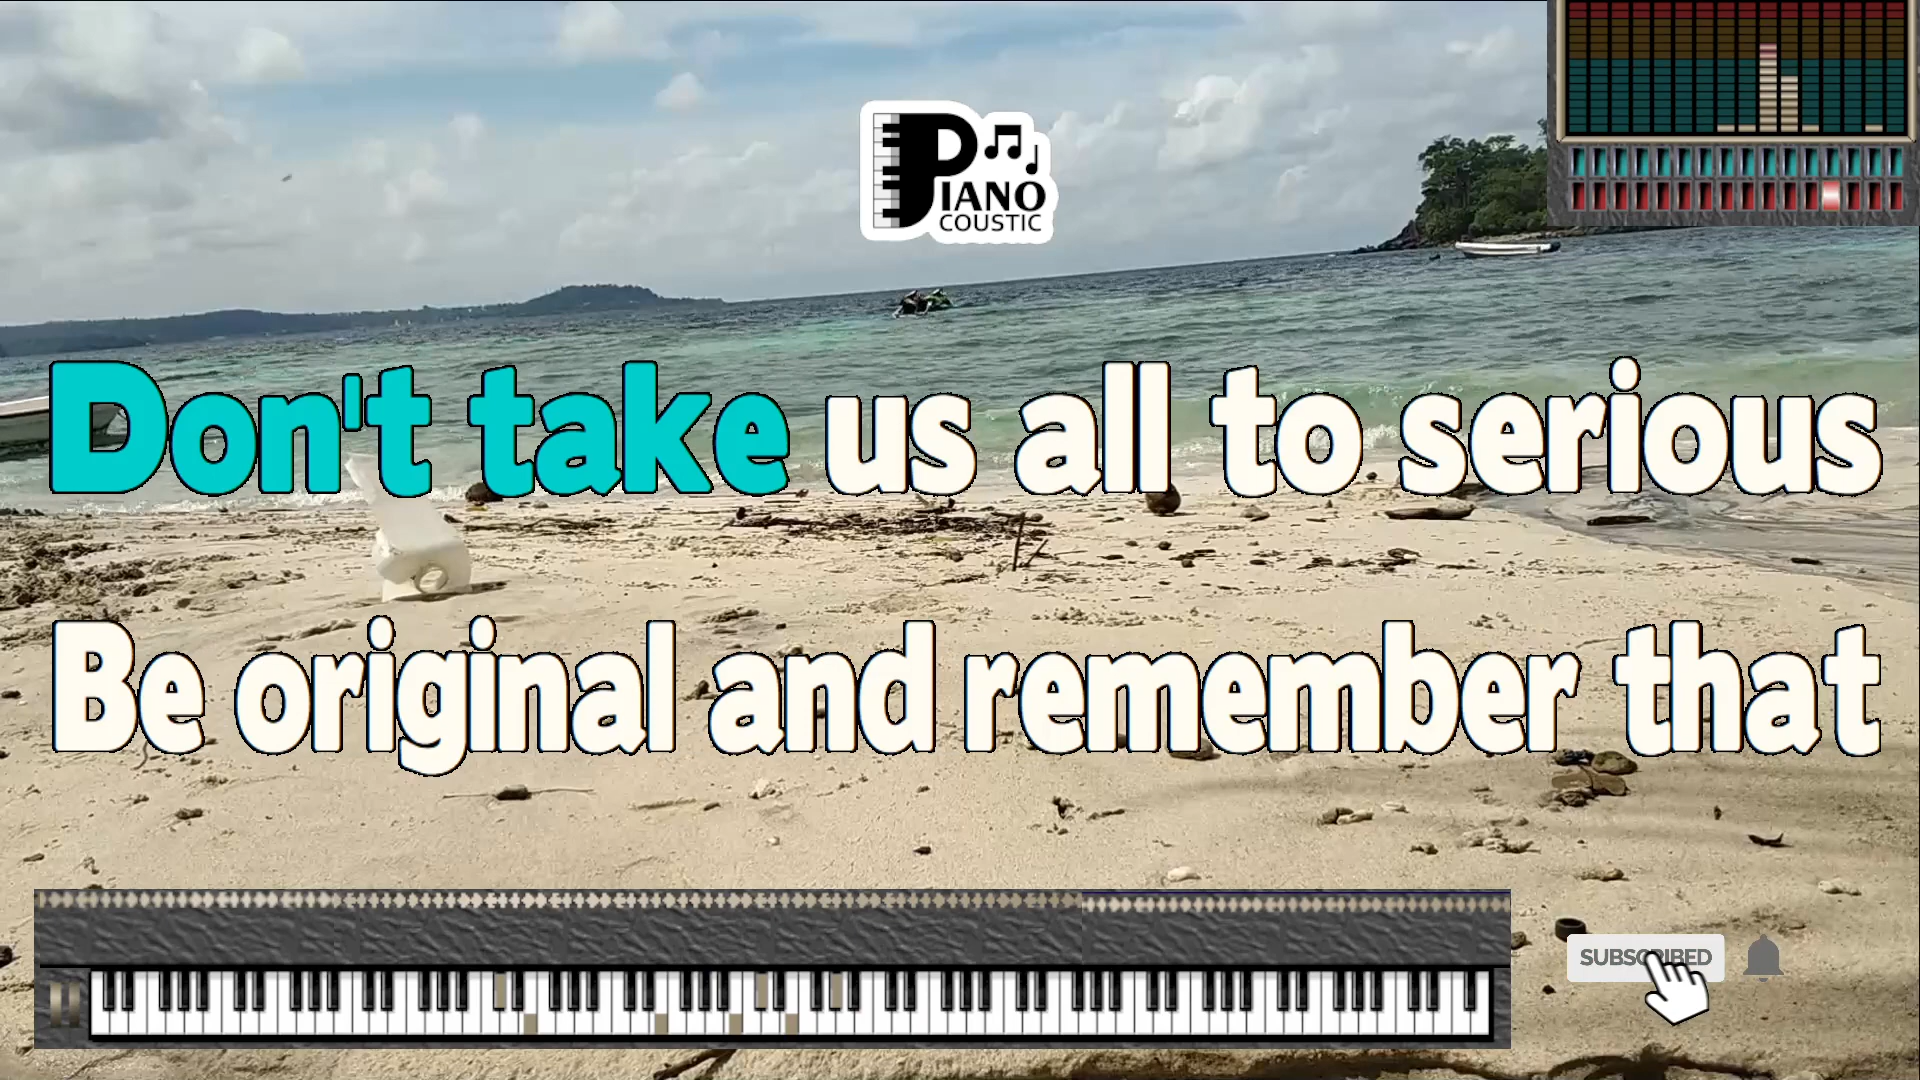 PIANO
COUSTIC
Don't take us all to serious
Be original and remember that
SUBSCRIBED